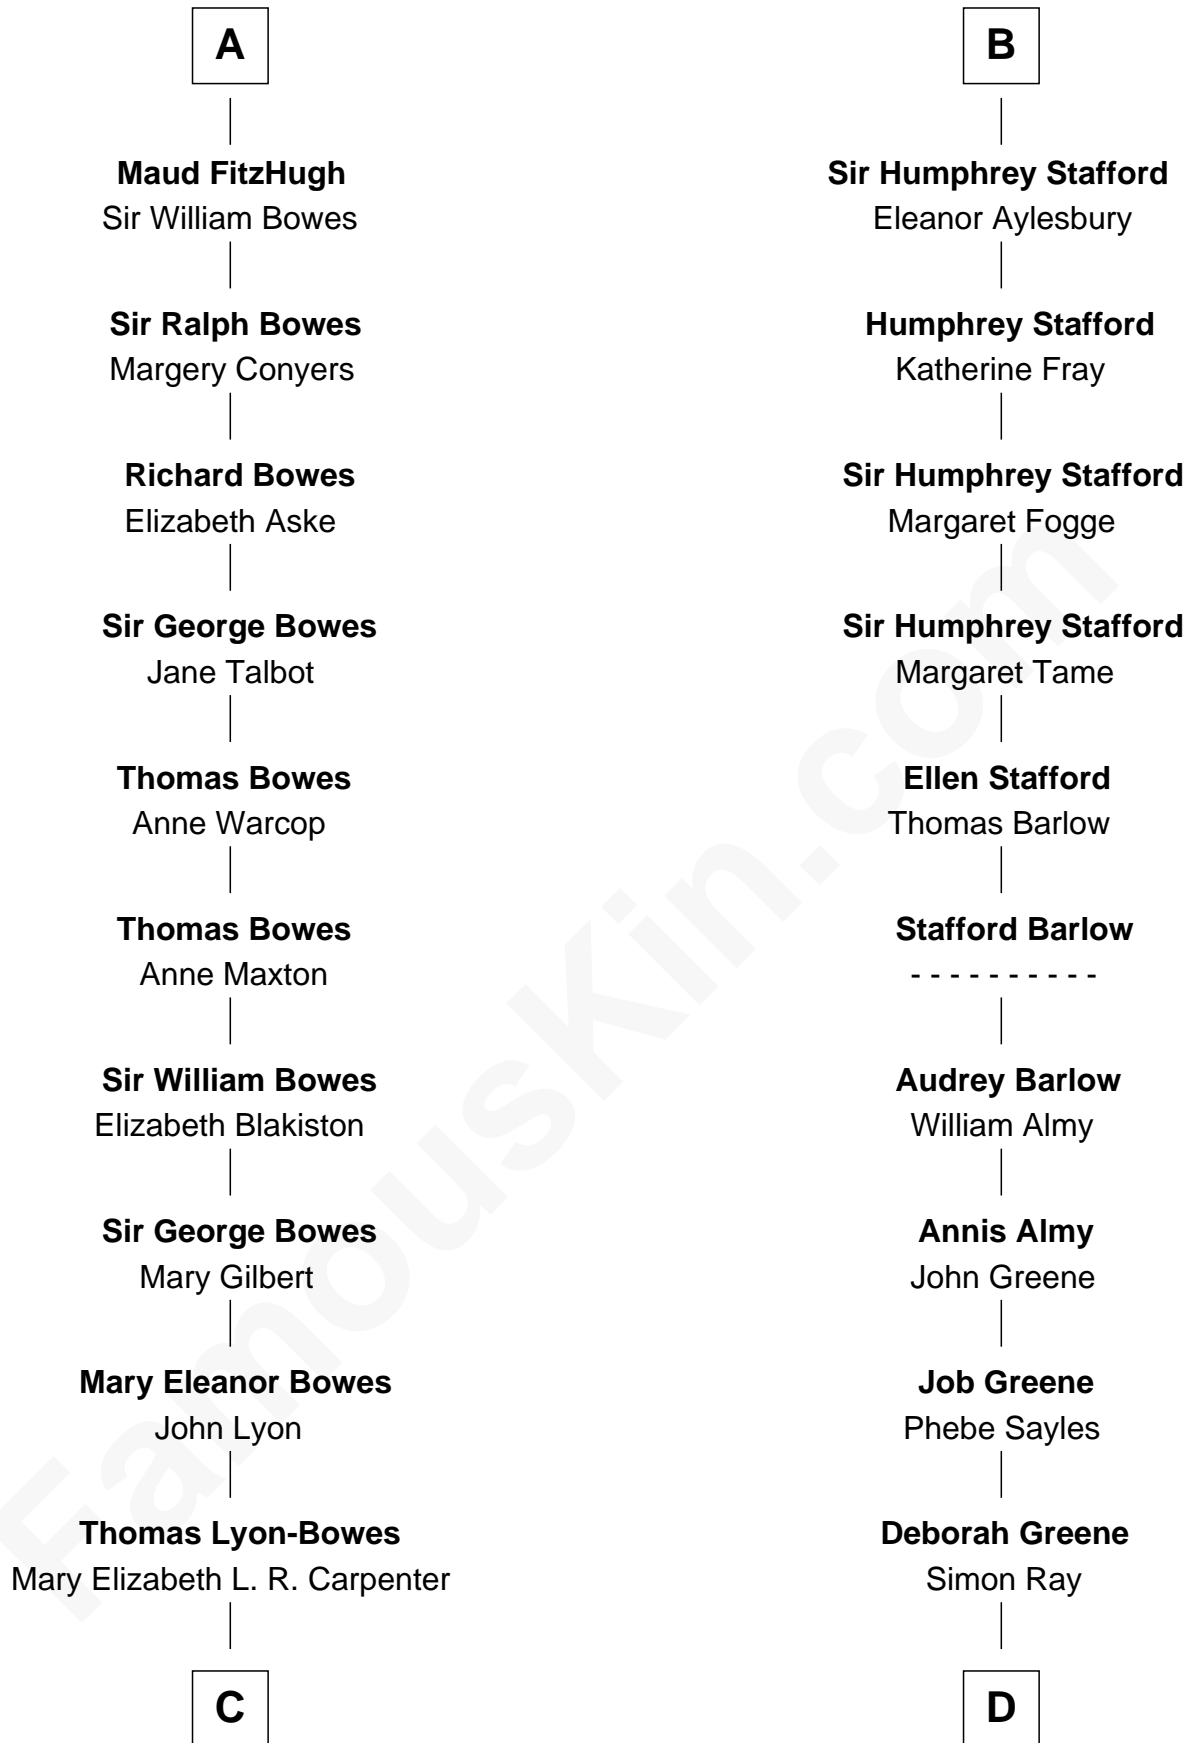 A
Maud FitzHugh
Sir William Bowes
Sir Ralph Bowes
Margery Conyers
Richard Bowes
Elizabeth Aske
Sir George Bowes
Jane Talbot
Thomas Bowes
Anne Warcop
Thomas Bowes
Anne Maxton
Sir William Bowes
Elizabeth Blakiston
Sir George Bowes
Mary Gilbert
Mary Eleanor Bowes
John Lyon
Thomas Lyon-Bowes
Mary Elizabeth L. R. Carpenter
C
B
Sir Humphrey Stafford
Eleanor Aylesbury
Humphrey Stafford
Katherine Fray
Sir Humphrey Stafford
Margaret Fogge
Sir Humphrey Stafford
Margaret Tame
Ellen Stafford
Thomas Barlow
Stafford Barlow
- - - - - - - - - -
Audrey Barlow
William Almy
Annis Almy
John Greene
Job Greene
Phebe Sayles
Deborah Greene
Simon Ray
D
FamousKin.com